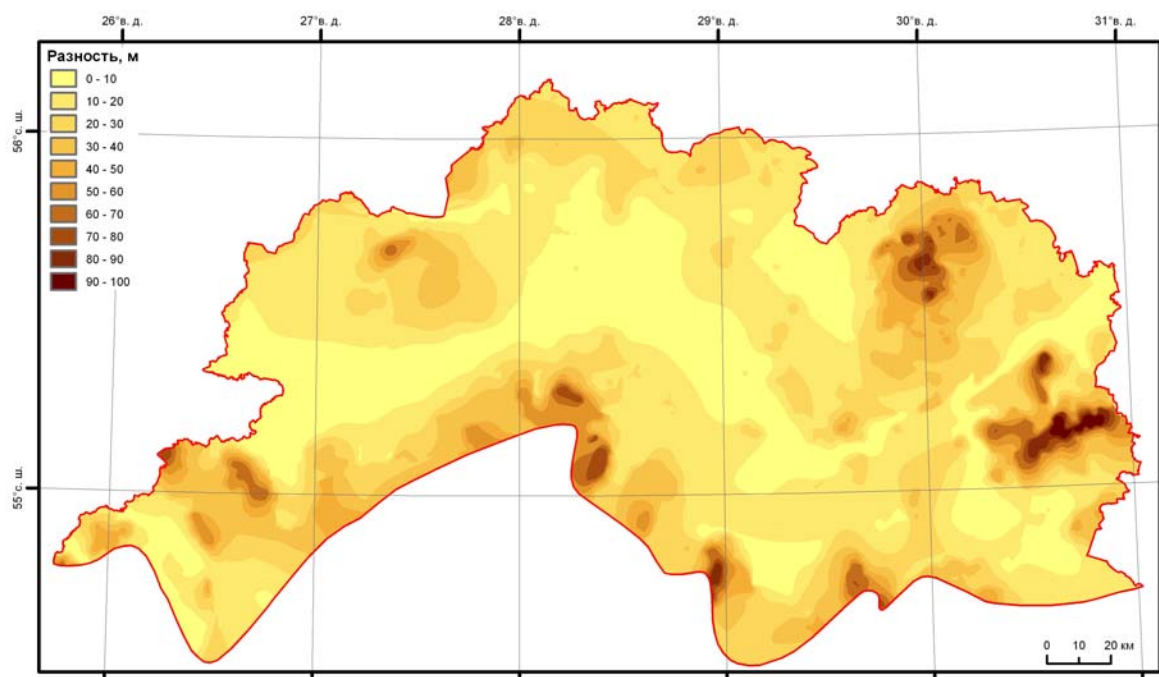 26°в. д. 27°в. д. 28°в. д. 29°в. д. 30°в. д. 31°в. д.
Разность, м
0 - 10
10 - 20
20 - 30
30 - 40
40 - 50
50 - 60
60 - 70
70 - 80
80 - 90
90 - 100
56°с. ш.
55°с. ш.
0 10 20 км